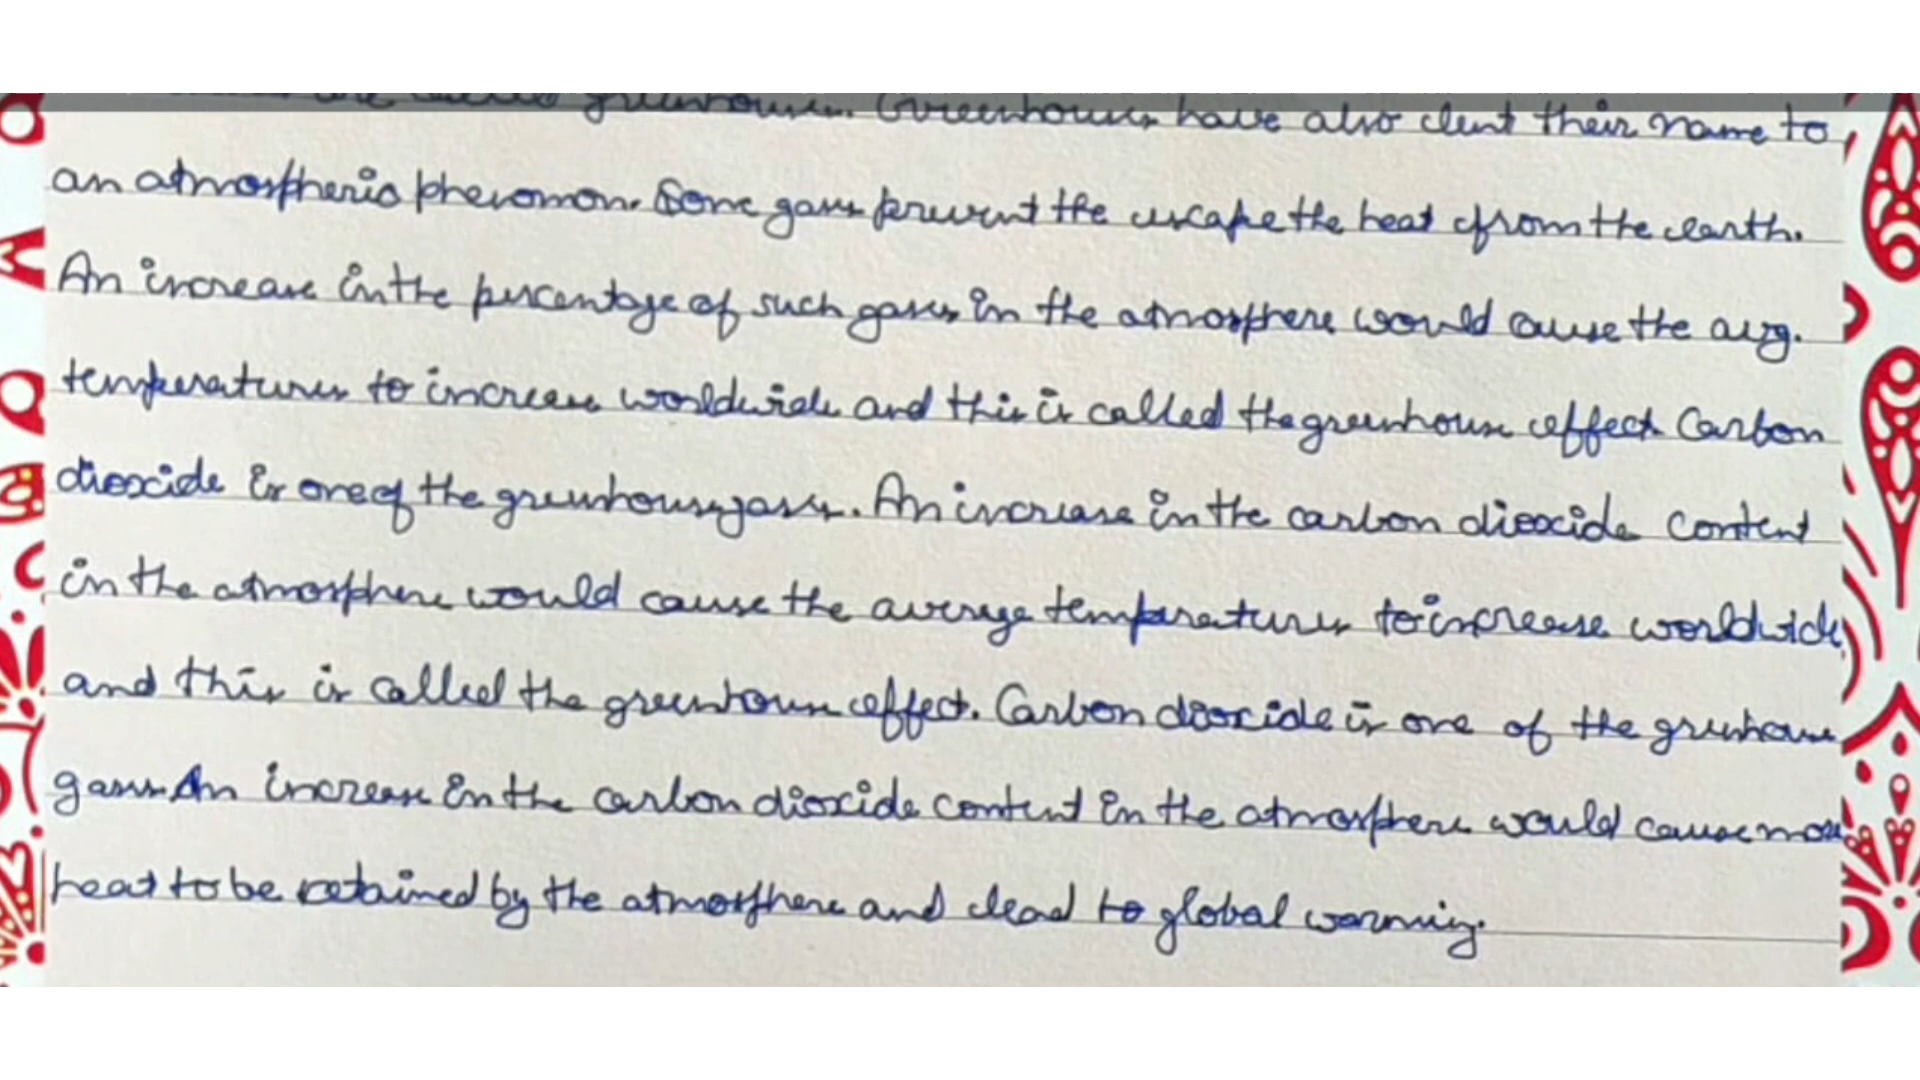 are called greenhouses. Greenhouses have also lent their name to
an atmospheric phenomon. Some gases prevent the escape the heat from the earth.
An increase in the percentage of such gases in the atmosphere would cause the avg.
temperatures to increase worldwide and this is called the greenhouse effect. Carbon
dioxide is one of the greenhouse gases. An increase in the carbon dioxide content
in the atmosphere would cause the average temperatures to increase worldwide
and this is called the greenhouse effect. Carbon dioxide is one of the greenhouse
gases. An increase in the carbon dioxide content in the atmosphere would cause more
heat to be retained by the atmosphere and lead to global warming.